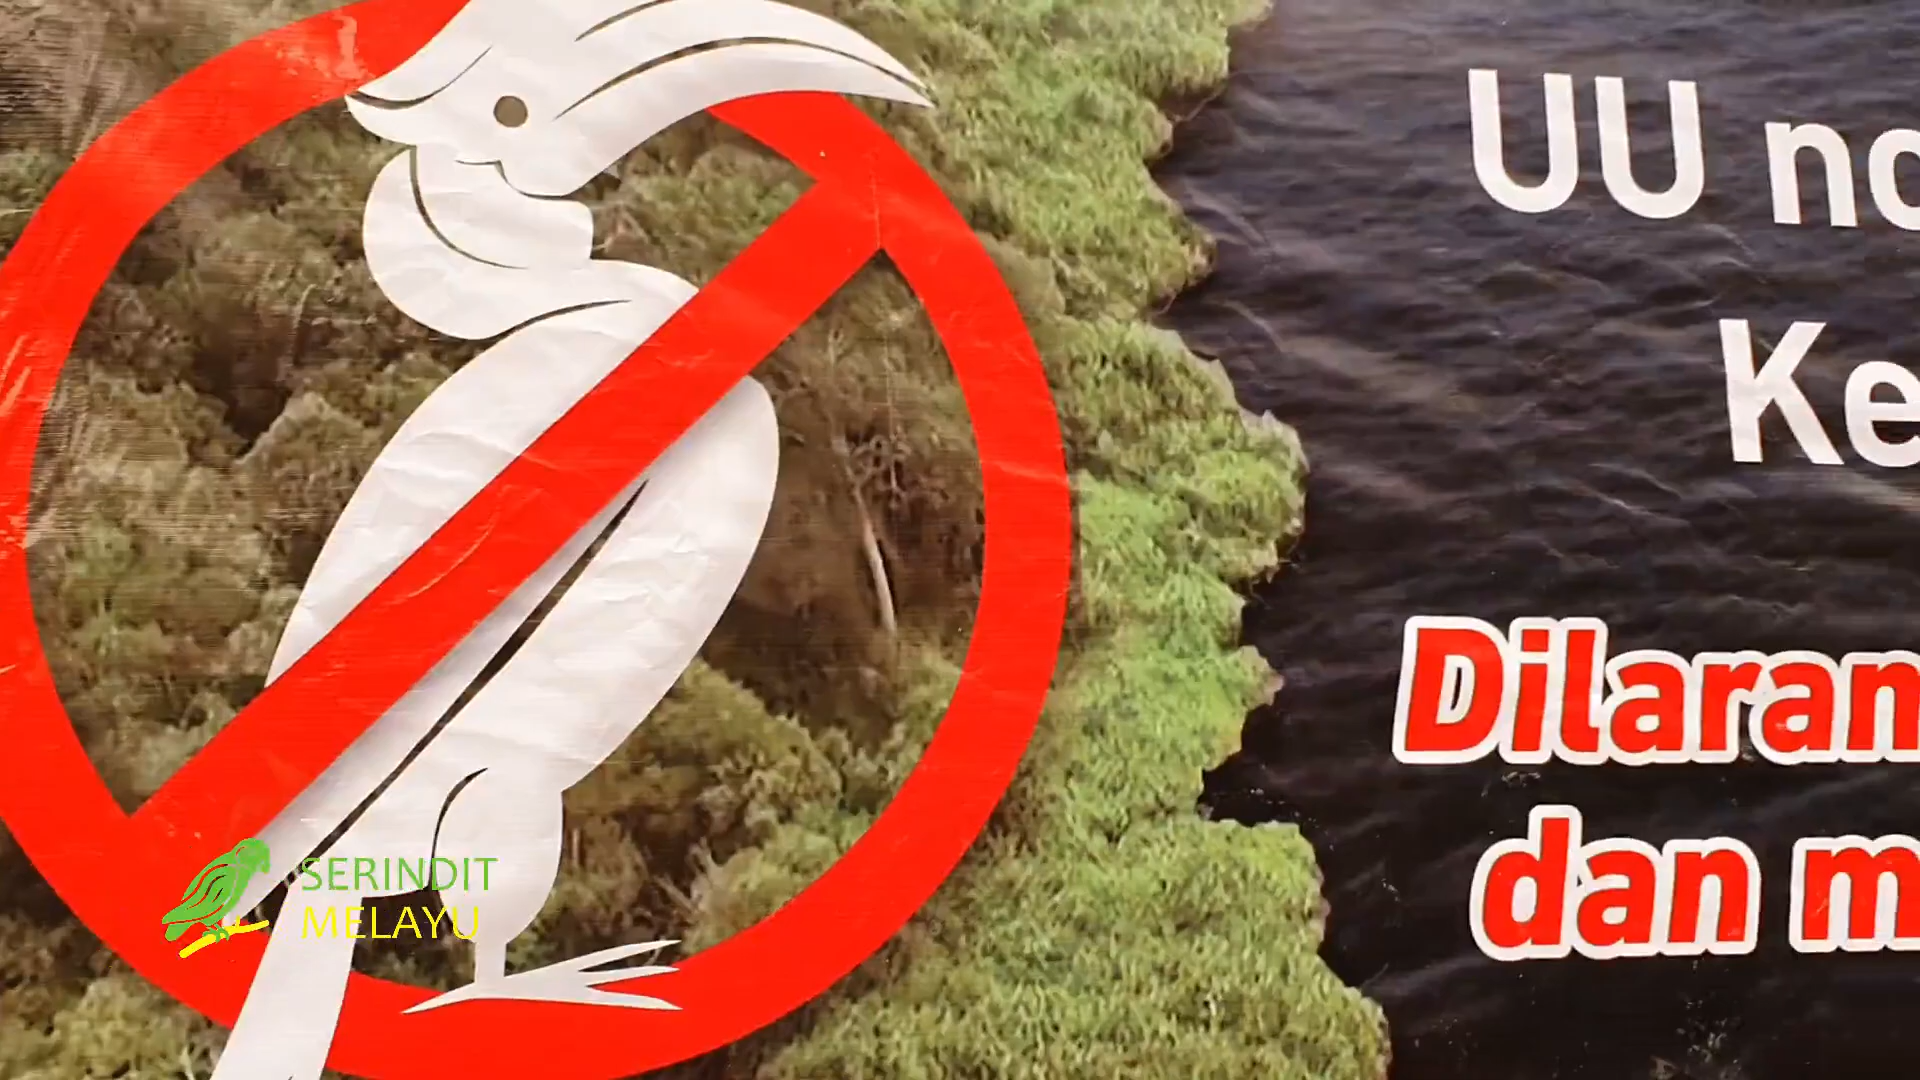 UU no
Ke
Dilaran
dan m
SERINDIT
MELAYU